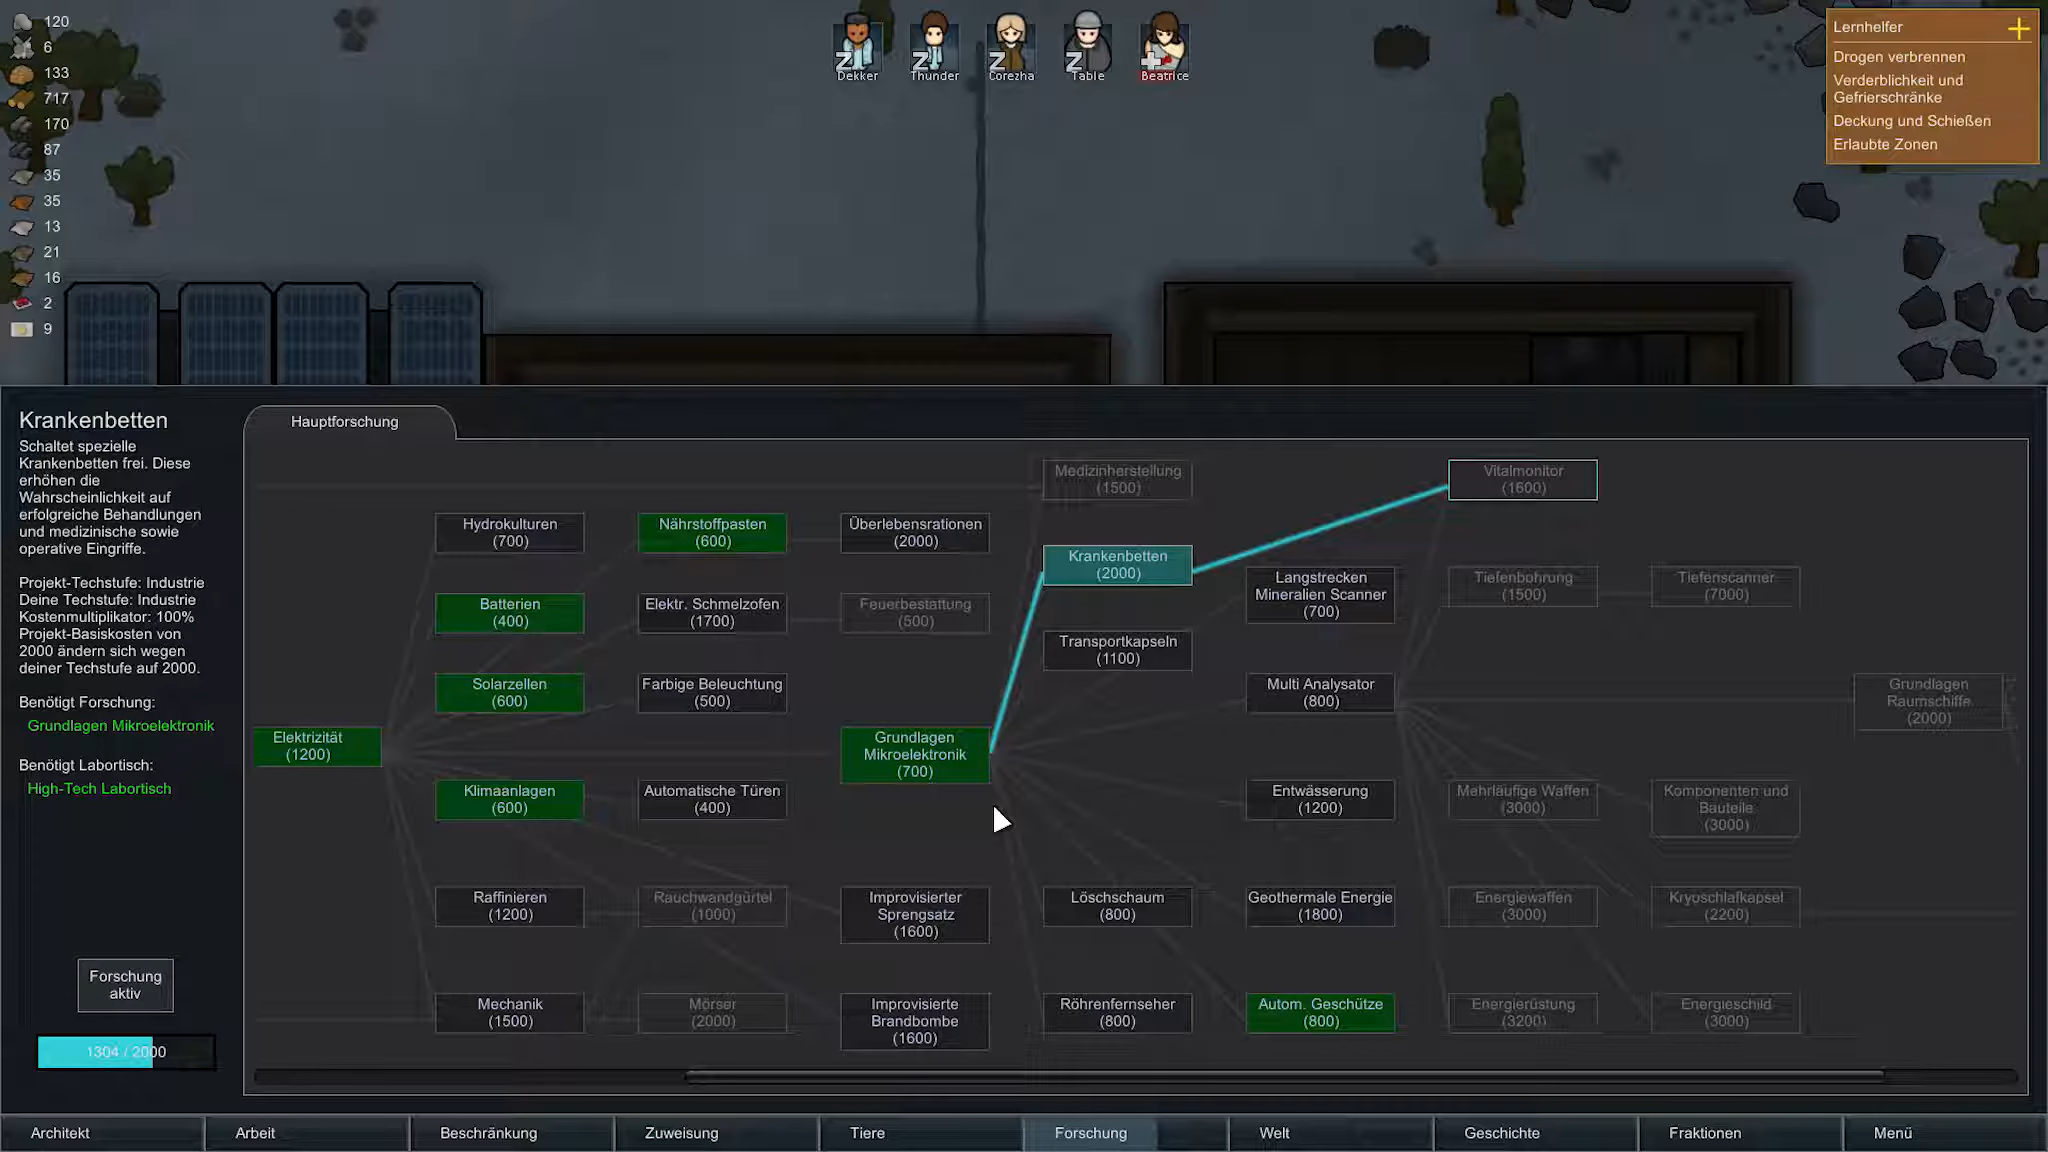 120
6
133
717
170
87
35
35
13
21
16
2
9
Dekker
Thunder
Corezha
Table
Beatrice
Lernhelfer
Drogen verbrennen
Verderblichkeit und
Gefrierschränke
Deckung und Schießen
Erlaubte Zonen
Krankenbetten
Schaltet spezielle
Krankenbetten frei. Diese
erhöhen die
Wahrscheinlichkeit auf
erfolgreiche Behandlungen
und medizinische sowie
operative Eingriffe.
Projekt-Techstufe: Industrie
Deine Techstufe: Industrie
Kostenmultiplikator: 100%
Projekt-Basiskosten von
2000 ändern sich wegen
deiner Techstufe auf 2000.
Benötigt Forschung:
Grundlagen Mikroelektronik
Benötigt Labortisch:
High-Tech Labortisch
Forschung
aktiv
1304 / 2000
Hauptforschung
Elektrizität
(1200)
Hydrokulturen
(700)
Batterien
(400)
Solarzellen
(600)
Klimaanlagen
(600)
Raffinieren
(1200)
Mechanik
(1500)
Nährstoffpasten
(600)
Elektr. Schmelzofen
(1700)
Farbige Beleuchtung
(500)
Automatische Türen
(400)
Rauchwandgürtel
(1000)
Mörser
(2000)
Überlebensrationen
(2000)
Feuerbestattung
(500)
Grundlagen
Mikroelektronik
(700)
Improvisierter
Sprengsatz
(1600)
Improvisierte
Brandbombe
(1600)
Medizinherstellung
(1500)
Krankenbetten
(2000)
Transportkapseln
(1100)
Löschschaum
(800)
Röhrenfernseher
(800)
Langstrecken
Mineralien Scanner
(700)
Multi Analysator
(800)
Entwässerung
(1200)
Geothermale Energie
(1800)
Autom. Geschütze
(800)
Vitalmonitor
(1600)
Tiefenbohrung
(1500)
Mehrläufige Waffen
(3000)
Energiewaffen
(3000)
Energierüstung
(3200)
Tiefenscanner
(7000)
Komponenten und
Bauteile
(3000)
Kryoschlafkapsel
(2200)
Energieschild
(3000)
Grundlagen
Raumschiffe
(2000)
Architekt
Arbeit
Beschränkung
Zuweisung
Tiere
Forschung
Welt
Geschichte
Fraktionen
Menü